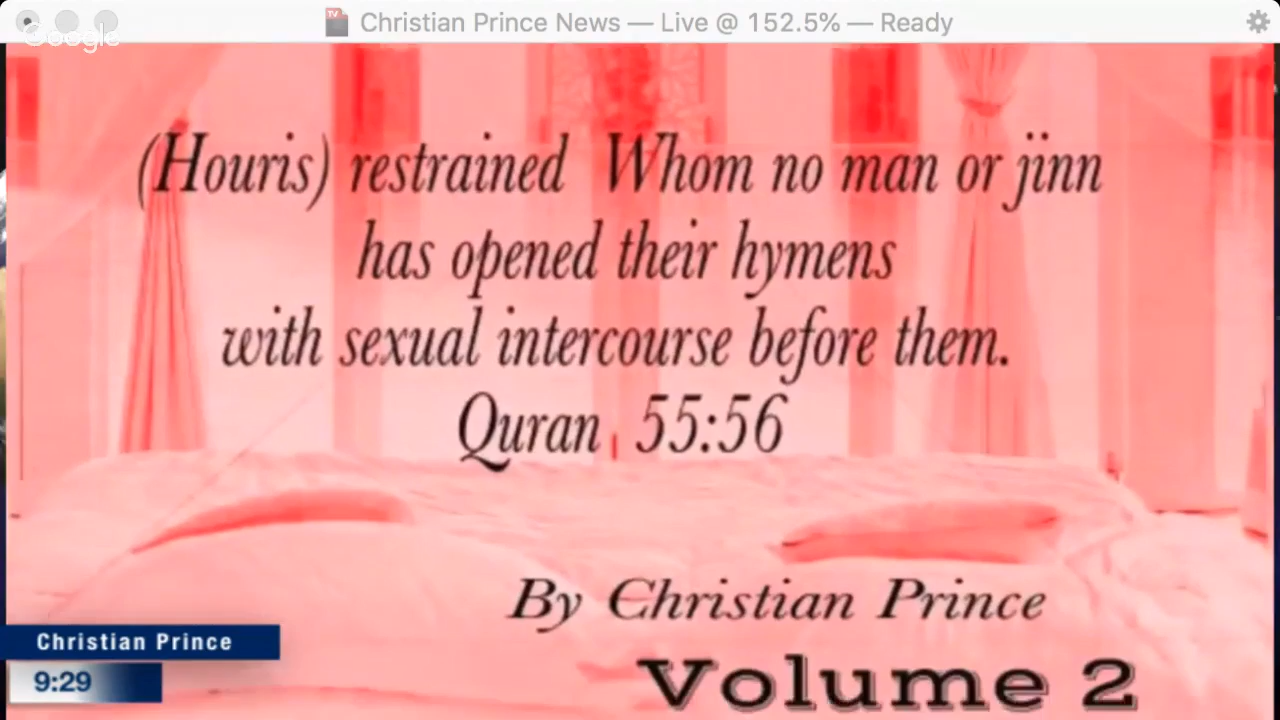 Christian Prince News — Live @ 152.5% — Ready
Google
(Houris) restrained Whom no man or jinn
has opened their hymens
with sexual intercourse before them.
Quran 55:56
By Christian Prince
Volume 2
Christian Prince
9:29